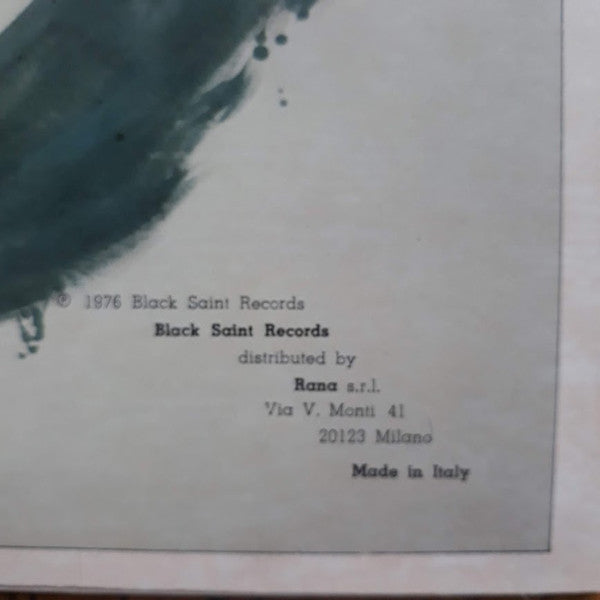 ℗ 1976 Black Saint Records
Black Saint Records
distributed by
Rana s.r.l.
Via V. Monti 41
20123 Milano
Made in Italy